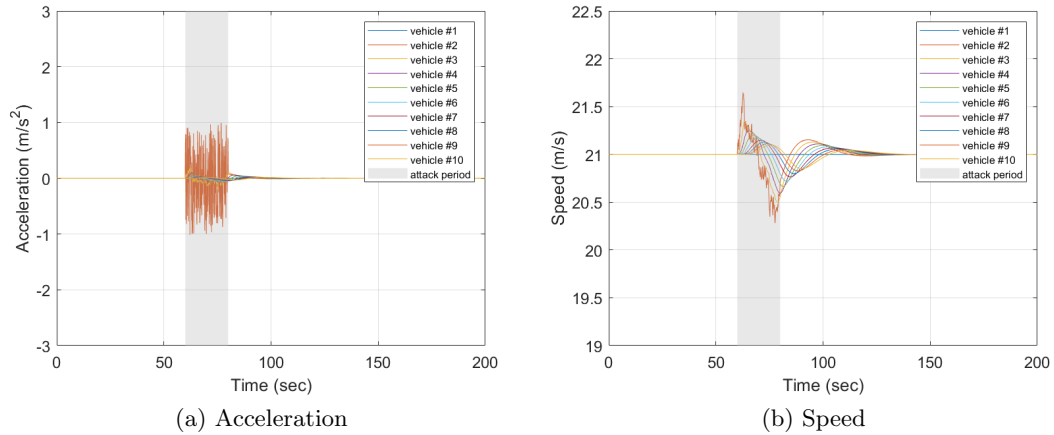 3
2
1
0
-1
-2
-3
Acceleration (m/s²)
0
50
100
150
200
Time (sec)
vehicle #1
vehicle #2
vehicle #3
vehicle #4
vehicle #5
vehicle #6
vehicle #7
vehicle #8
vehicle #9
vehicle #10
attack period
(a) Acceleration
22.5
22
21.5
21
20.5
20
19.5
19
Speed (m/s)
0
50
100
150
200
Time (sec)
vehicle #1
vehicle #2
vehicle #3
vehicle #4
vehicle #5
vehicle #6
vehicle #7
vehicle #8
vehicle #9
vehicle #10
attack period
(b) Speed